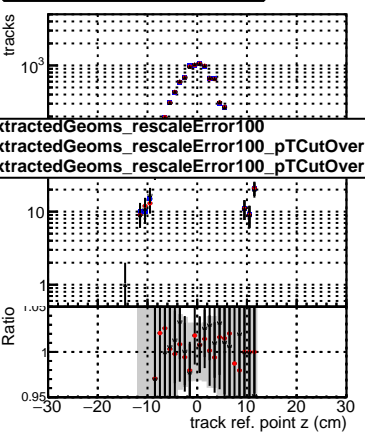 tracks
10³
xtractedGeoms_rescaleError100
xtractedGeoms_rescaleError100_pTCutOver
xtractedGeoms_rescaleError100_pTCutOver
10
1
Ratio
1.05
1
0.95
−30 −20 −10 0 10 20 30
track ref. point z (cm)